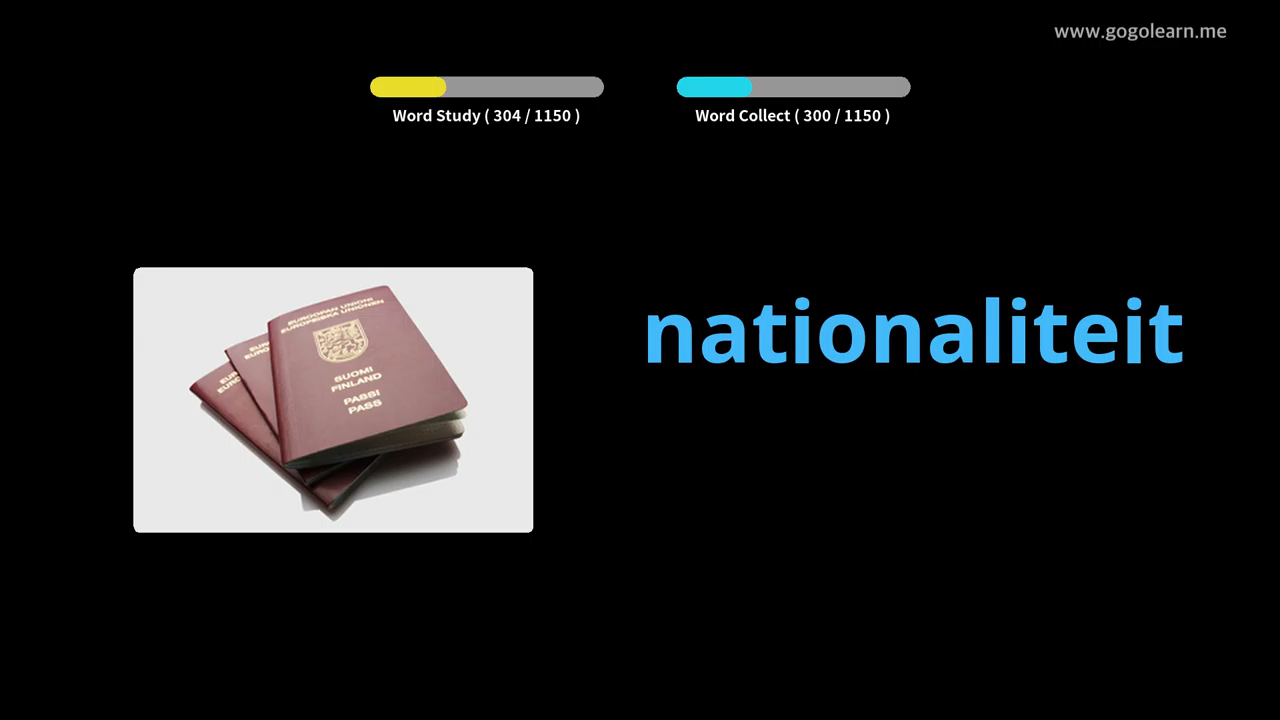 www.gogolearn.me
Word Study ( 304 / 1150 )
Word Collect ( 300 / 1150 )
nationaliteit
EUROOPAN UNIONI
EUROPEISKA UNIONEN
SUOMI
FINLAND
PASSI
PASS